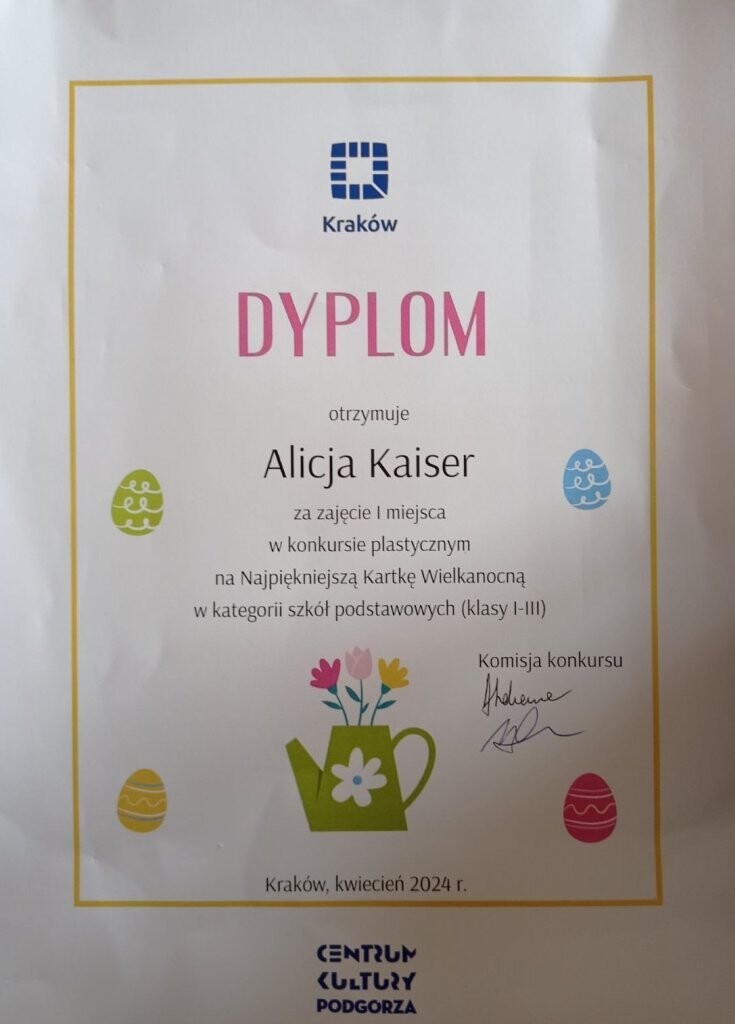 Kraków
DYPLOM
otrzymuje
Alicja Kaiser
za zajęcie I miejsca
w konkursie plastycznym
na Najpiękniejszą Kartkę Wielkanocną
w kategorii szkół podstawowych (klasy I-III)
Komisja konkursu
Kraków, kwiecień 2024 r.
CENTRUM
KULTURY
PODGÓRZA